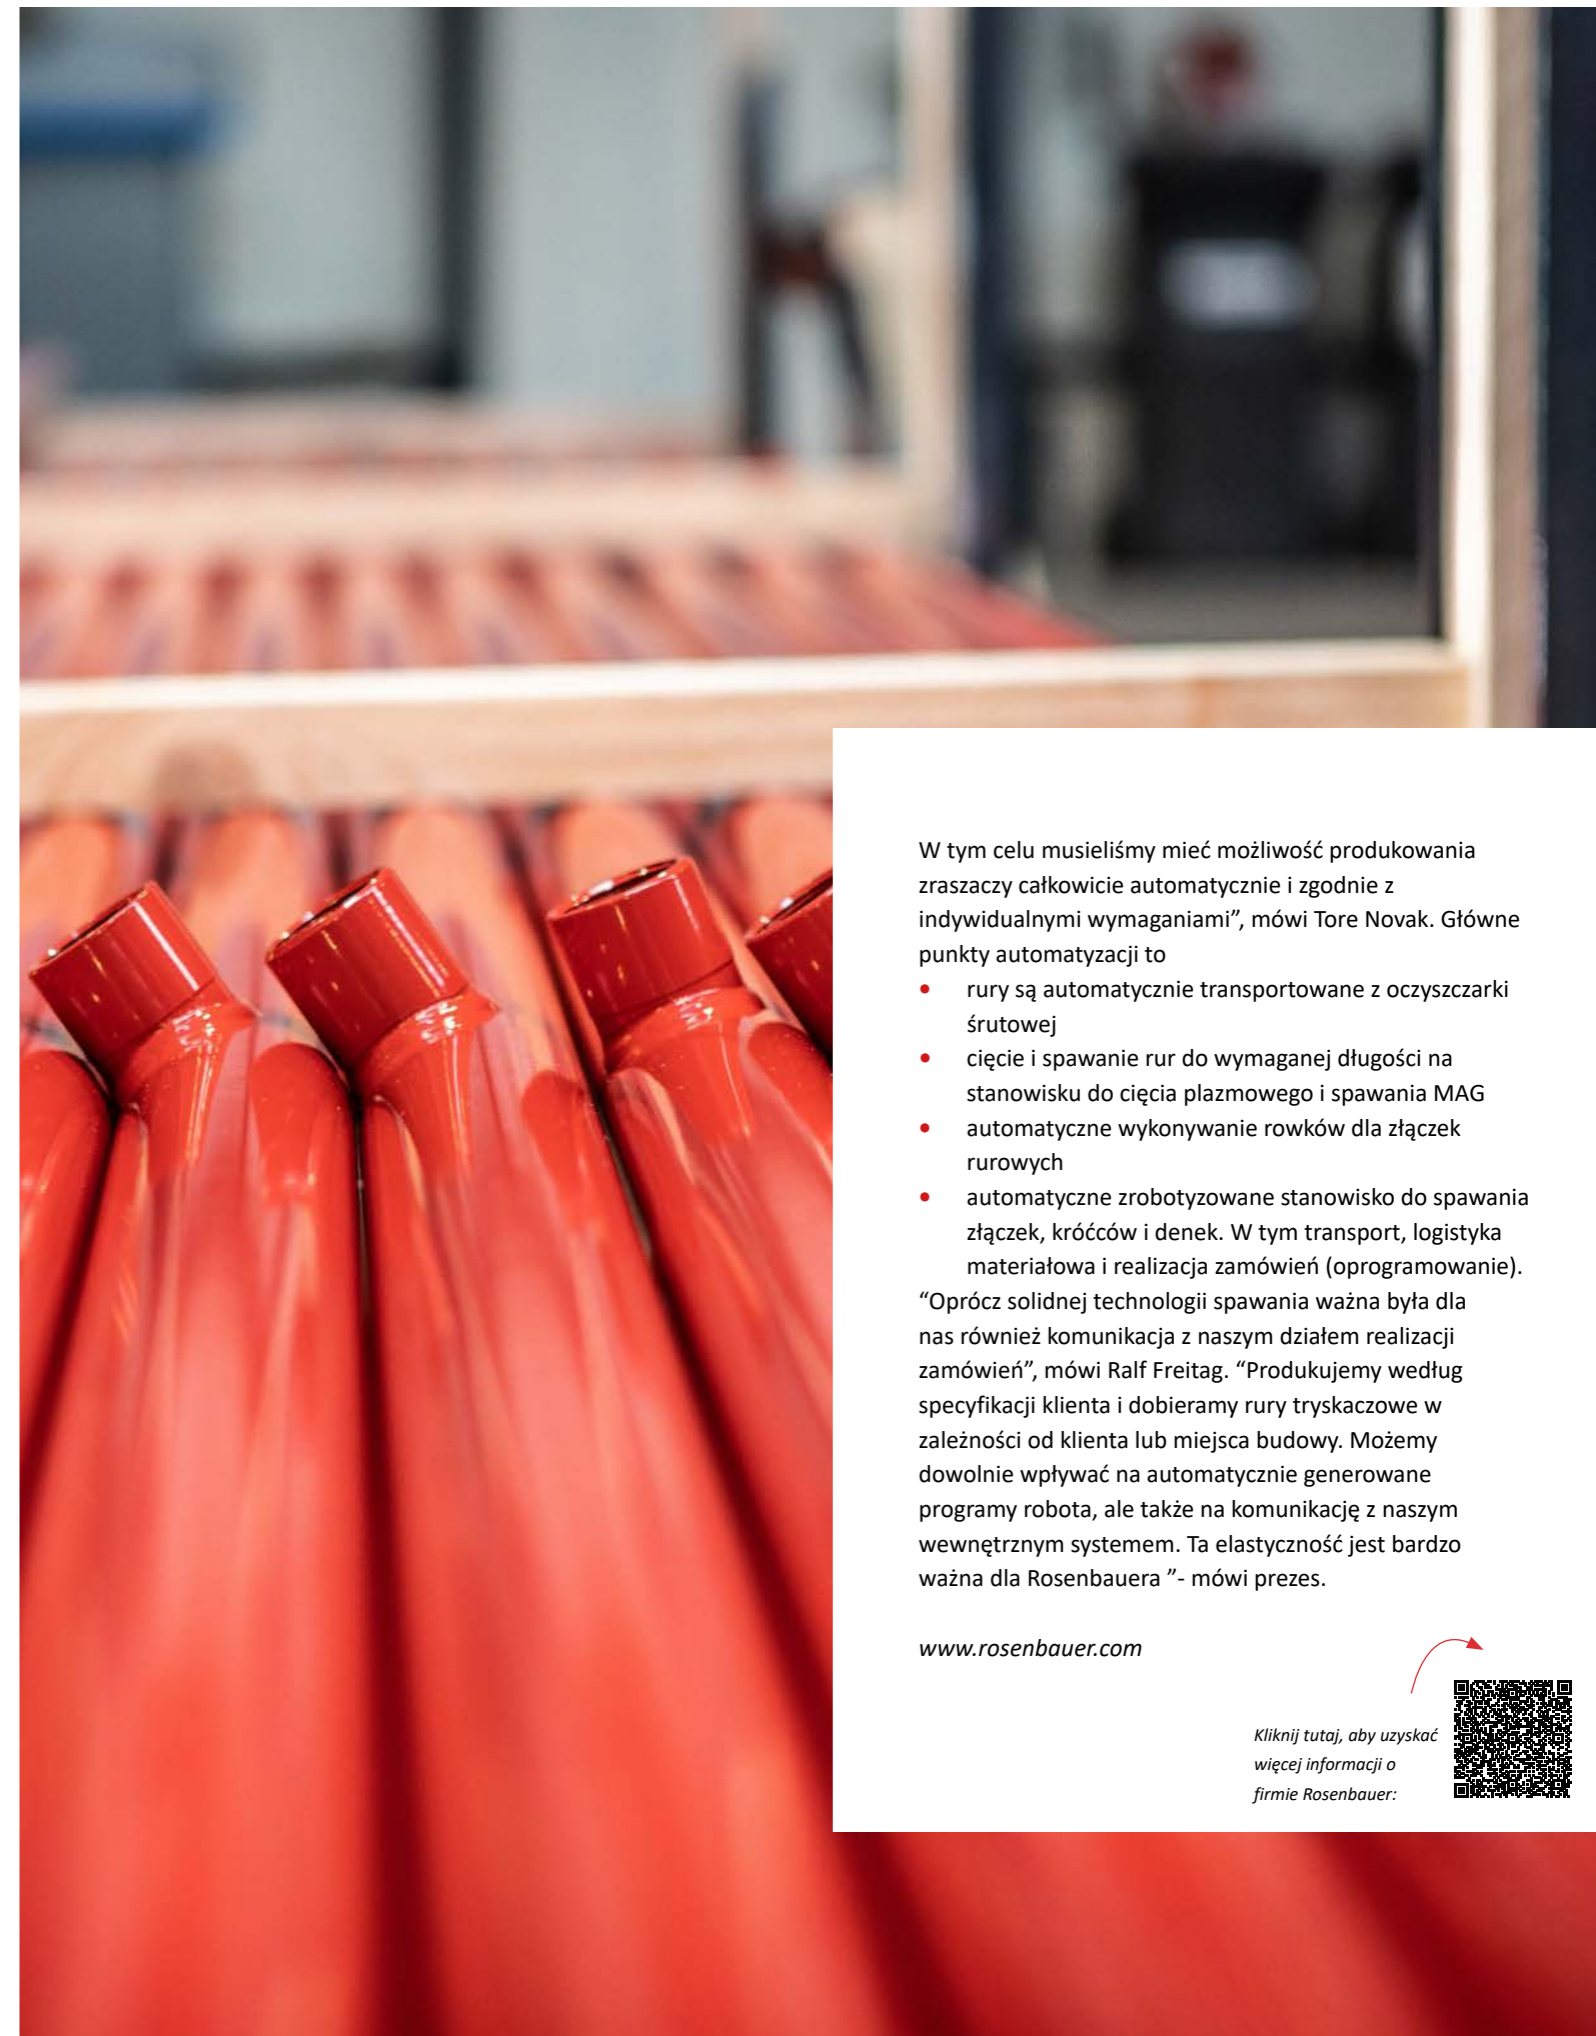 W tym celu musieliśmy mieć możliwość produkowania
zraszaczy całkowicie automatycznie i zgodnie z
indywidualnymi wymaganiami”, mówi Tore Novak. Główne
punkty automatyzacji to
• rury są automatycznie transportowane z oczyszczarki
śrutowej
• cięcie i spawanie rur do wymaganej długości na
stanowisku do cięcia plazmowego i spawania MAG
• automatyczne wykonywanie rowków dla złączek
rurowych
• automatyczne zrobotyzowane stanowisko do spawania
złączek, króćców i denek. W tym transport, logistyka
materiałowa i realizacja zamówień (oprogramowanie).
“Oprócz solidnej technologii spawania ważna była dla
nas również komunikacja z naszym działem realizacji
zamówień”, mówi Ralf Freitag. “Produkujemy według
specyfikacji klienta i dobieramy rury tryskaczowe w
zależności od klienta lub miejsca budowy. Możemy
dowolnie wpływać na automatycznie generowane
programy robota, ale także na komunikację z naszym
wewnętrznym systemem. Ta elastyczność jest bardzo
ważna dla Rosenbauera ”- mówi prezes.
www.rosenbauer.com
Kliknij tutaj, aby uzyskać
więcej informacji o
firmie Rosenbauer: